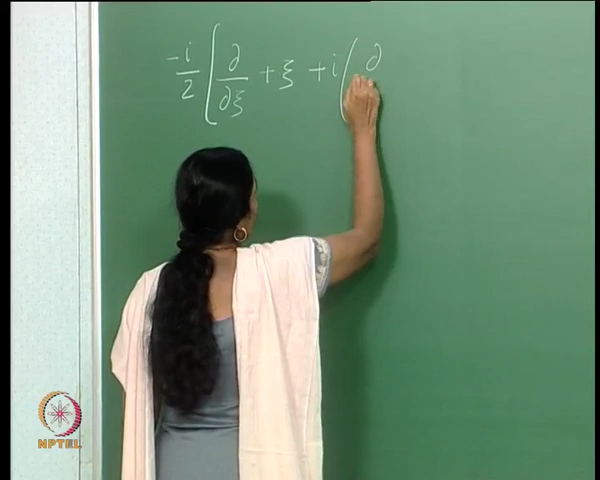 -i/2 ( ∂/∂ξ + ξ + i ( ∂
NPTEL